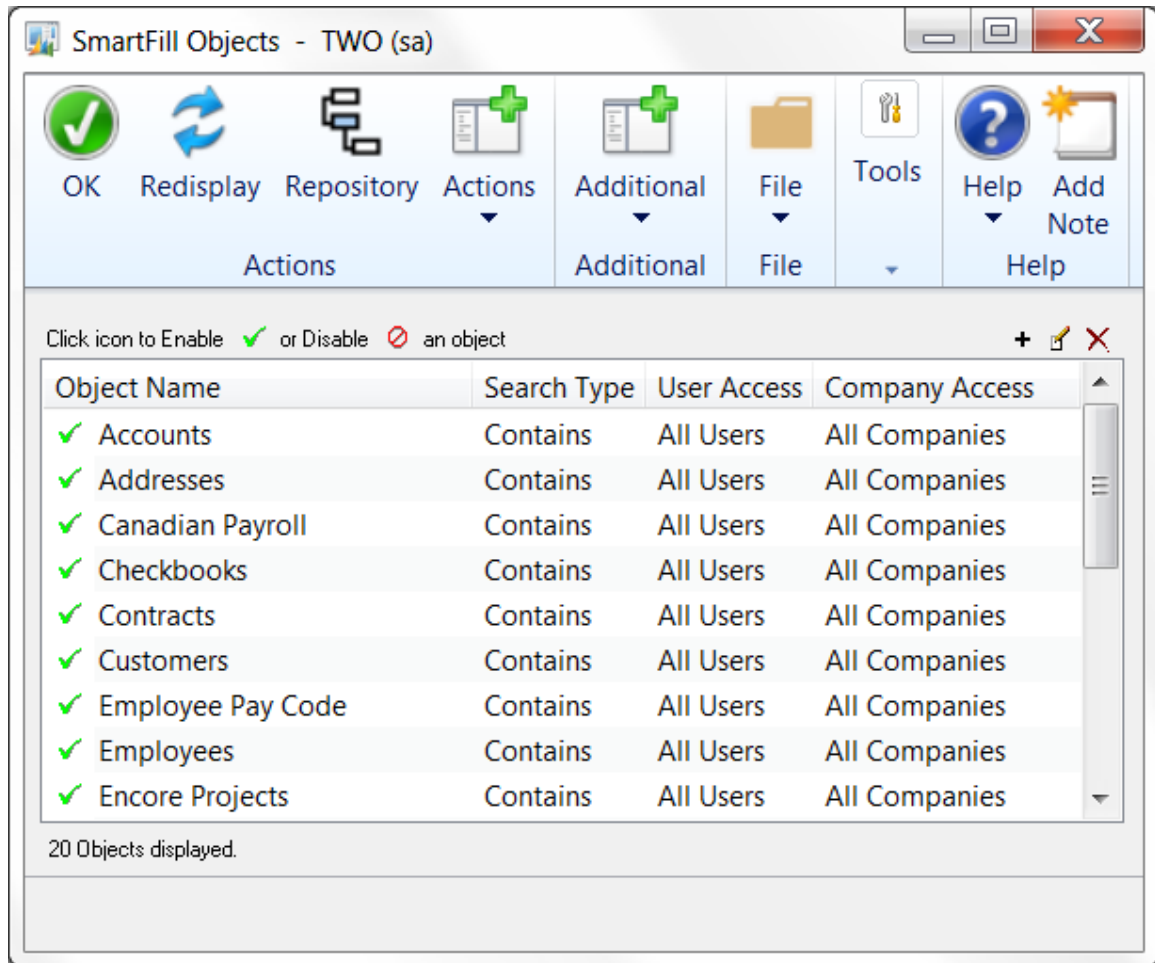 SmartFill Objects - TWO (sa)
OK Redisplay Repository Actions Additional File Tools Help Add Note
Actions Additional File Help
Click icon to Enable or Disable an object
Object Name Search Type User Access Company Access
Accounts Contains All Users All Companies
Addresses Contains All Users All Companies
Canadian Payroll Contains All Users All Companies
Checkbooks Contains All Users All Companies
Contracts Contains All Users All Companies
Customers Contains All Users All Companies
Employee Pay Code Contains All Users All Companies
Employees Contains All Users All Companies
Encore Projects Contains All Users All Companies
20 Objects displayed.